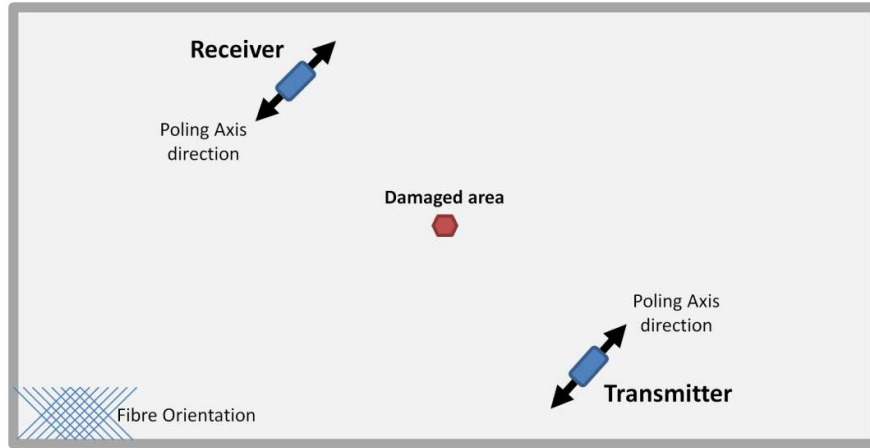 Receiver
Poling Axis
direction
Damaged area
Poling Axis
direction
Transmitter
Fibre Orientation